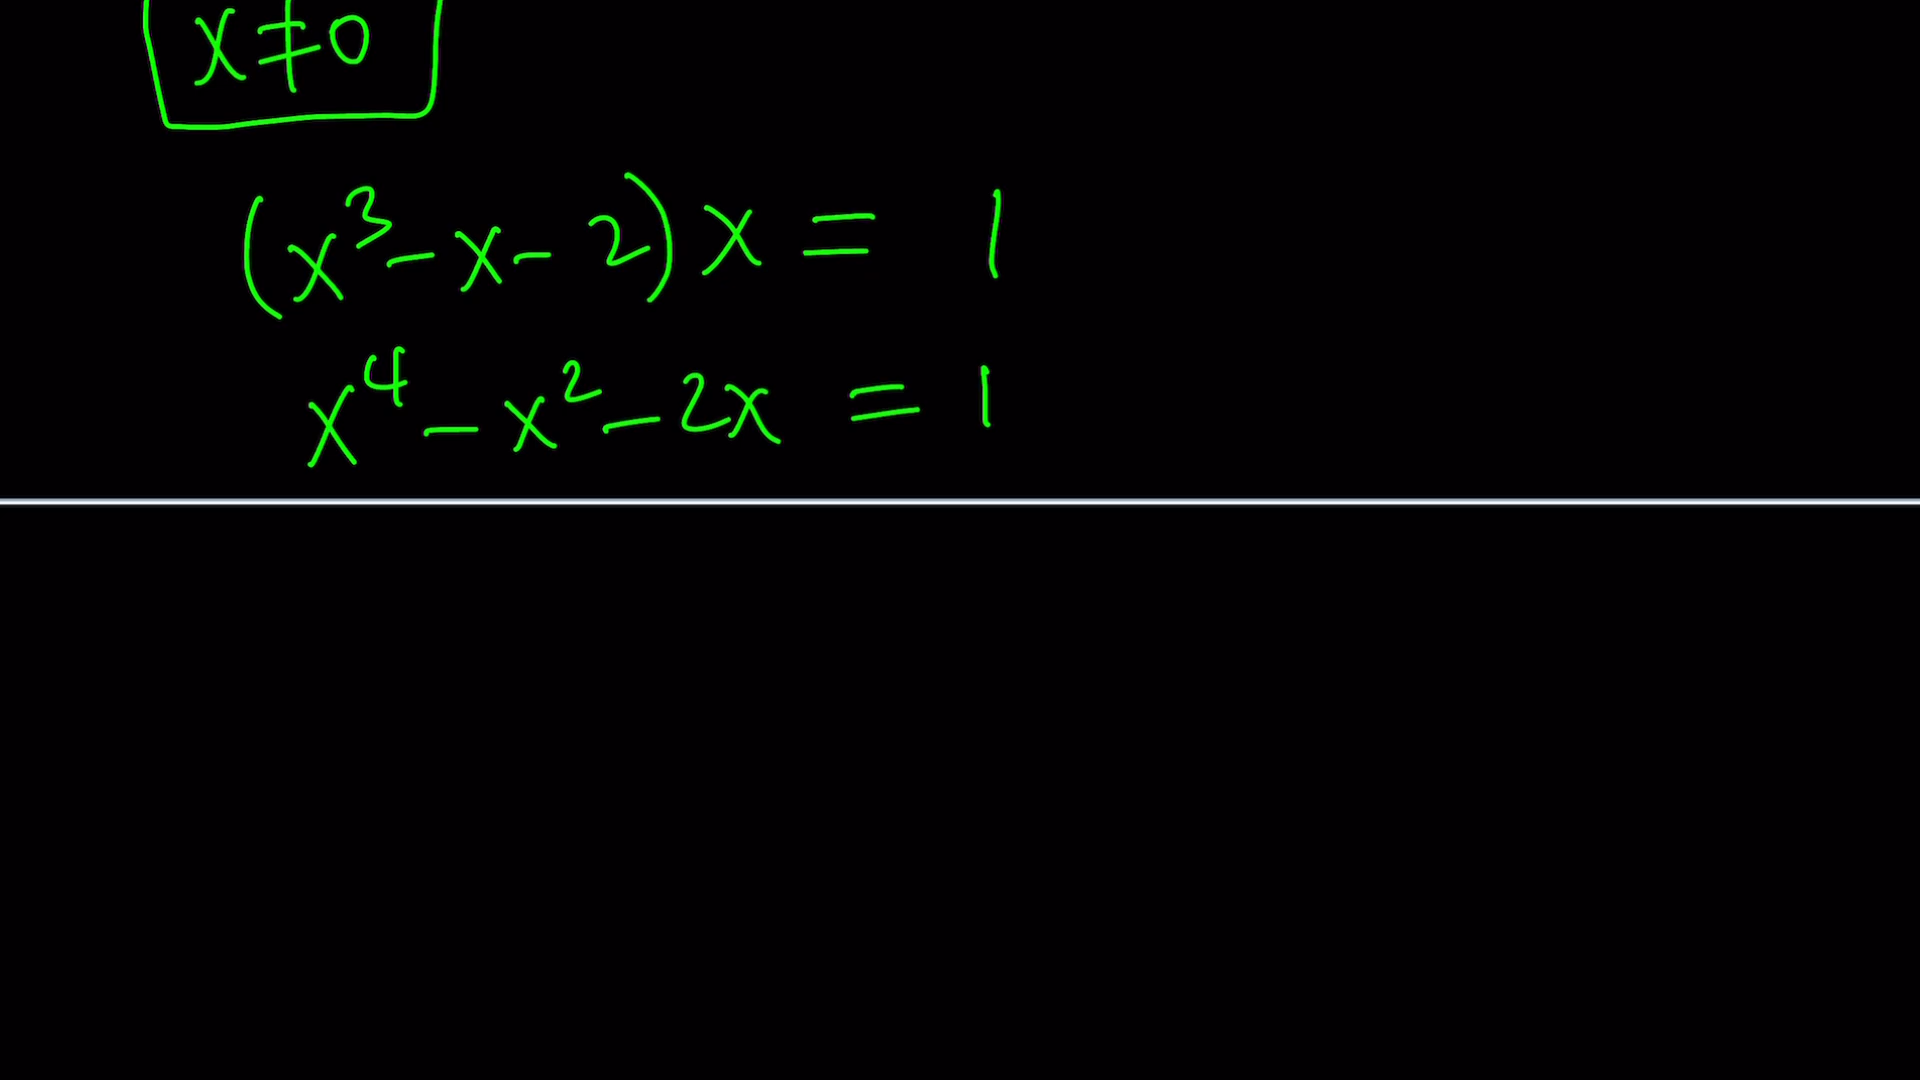 x≠0
(x³-x-2)x = 1
x⁴-x²-2x = 1